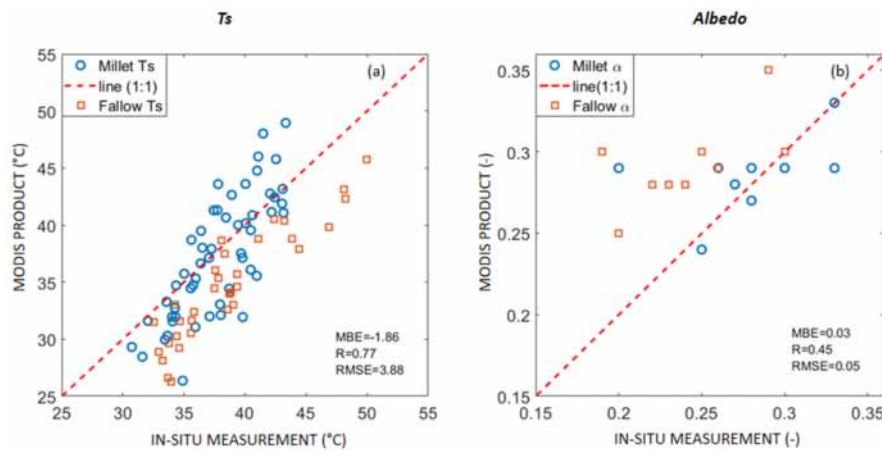 Ts
Albedo
55
50
45
40
35
30
25
25
30
35
40
45
50
55
MODIS PRODUCT (°C)
IN-SITU MEASUREMENT (°C)
Millet Ts
line (1:1)
Fallow Ts
(a)
MBE=-1.86
R=0.77
RMSE=3.88
0.35
0.3
0.25
0.2
0.15
0.15
0.2
0.25
0.3
0.35
MODIS PRODUCT (-)
IN-SITU MEASUREMENT (-)
Millet α
line(1:1)
Fallow α
(b)
MBE=0.03
R=0.45
RMSE=0.05